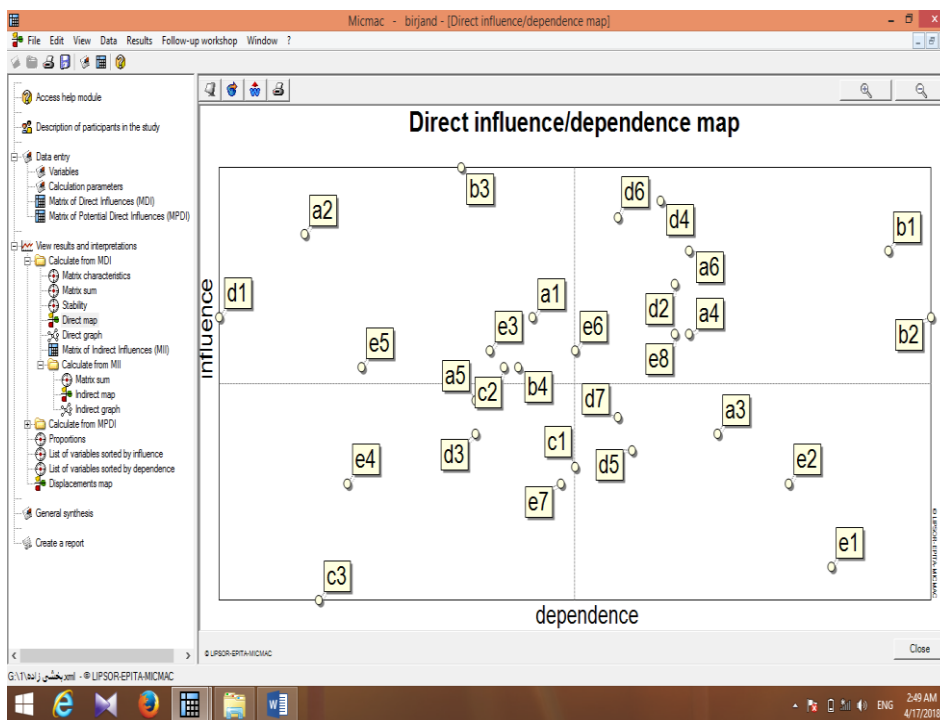 Micmac - birjand - [Direct influence/dependence map]
File Edit View Data Results Follow-up workshop Window ?
Access help module
Description of participants in the study
Data entry
Variables
Calculation parameters
Matrix of Direct Influences (MDI)
Matrix of Potential Direct Influences (MPDI)
View results and interpretations
Calculate from MDI
Matrix characteristics
Matrix sum
Stability
Direct map
Direct graph
Matrix of Indirect Influences (MII)
Calculate from MII
Matrix sum
Indirect map
Indirect graph
Calculate from MPDI
Proportions
List of variables sorted by influence
List of variables sorted by dependence
Displacements map
General synthesis
Create a report
Direct influence/dependence map
influence
b3
d6
a2
d4
b1
a6
d1
a1
d2
a4
b2
e3
e6
e5
e8
a5
c2
b4
d7
a3
d3
c1
d5
e4
e2
e7
e1
c3
dependence
© LIPSOR-EPITA-MICMAC
© LIPSOR-EPITA-MICMAC
Close
G:\1\بخشی زاده.xml - © LIPSOR-EPITA-MICMAC
ENG
2:49 AM
4/17/2018